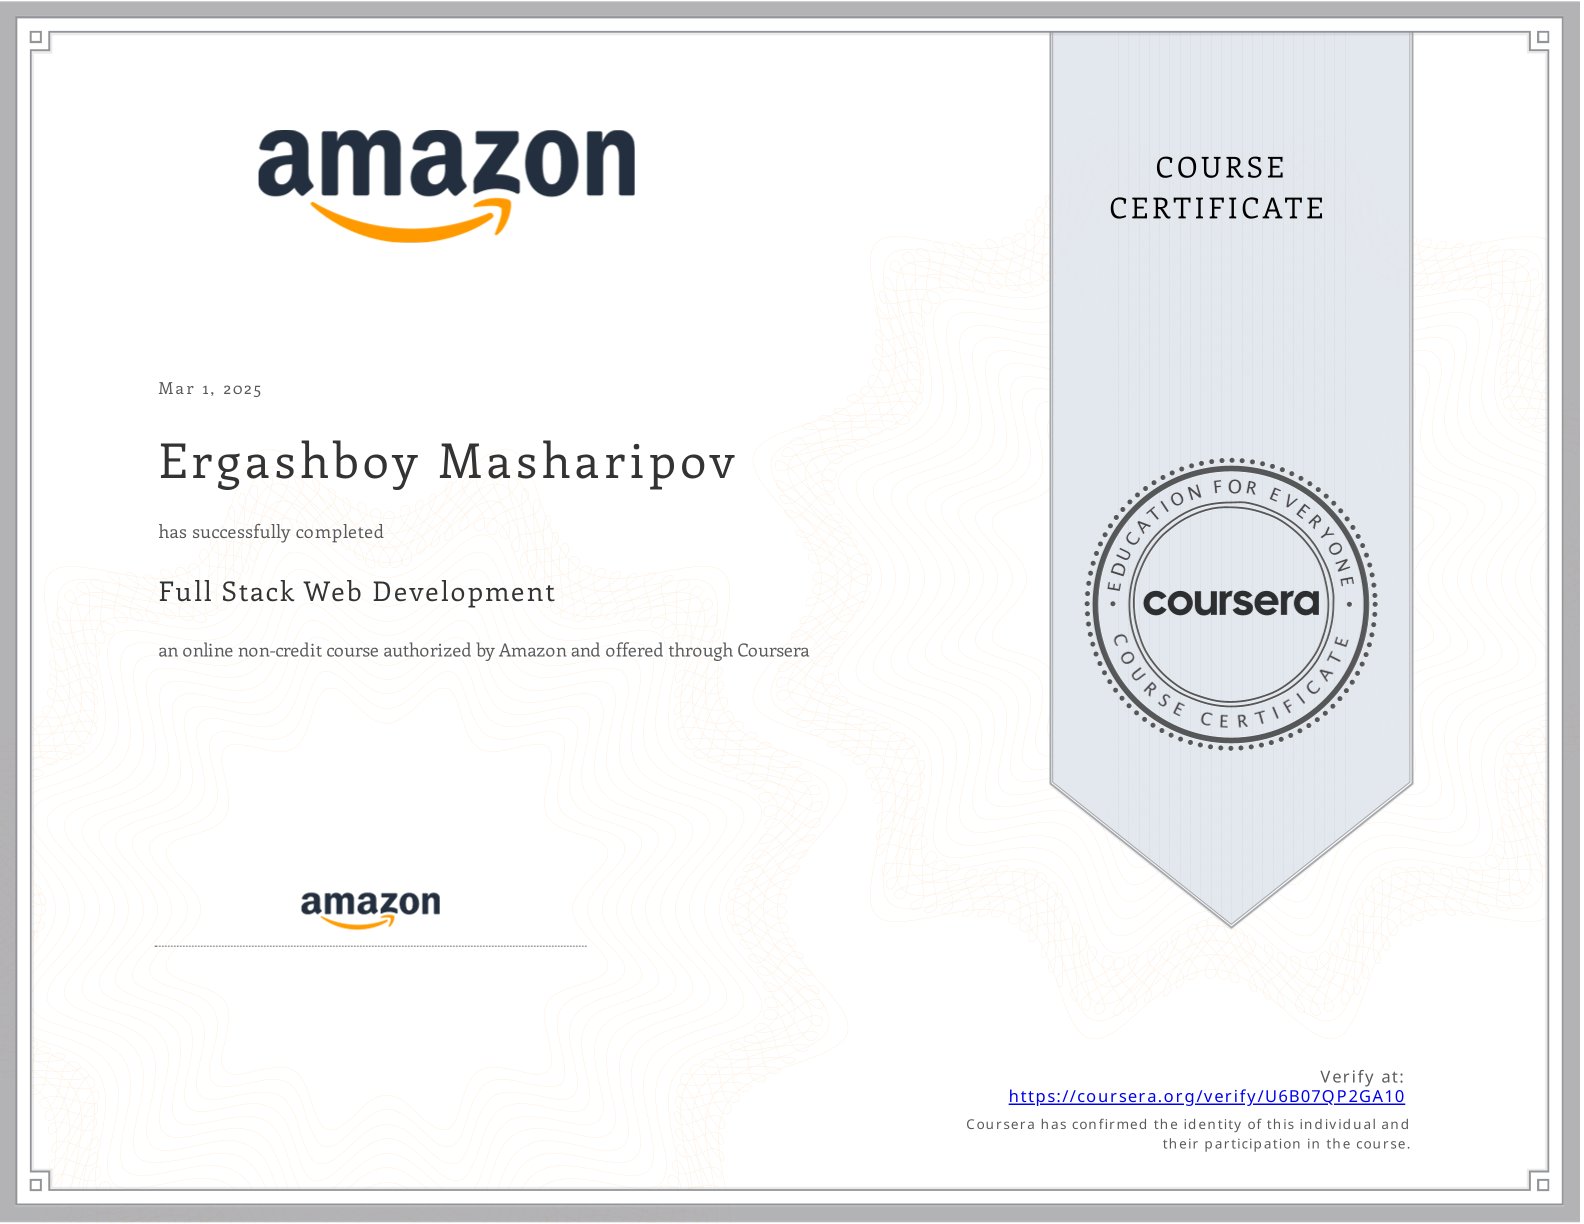 amazon
COURSE
CERTIFICATE
Mar 1, 2025
Ergashboy Masharipov
has successfully completed
Full Stack Web Development
an online non-credit course authorized by Amazon and offered through Coursera
• EDUCATION FOR EVERYONE •
coursera
COURSE CERTIFICATE
amazon
Verify at:
https://coursera.org/verify/U6B07QP2GA10
Coursera has confirmed the identity of this individual and
their participation in the course.